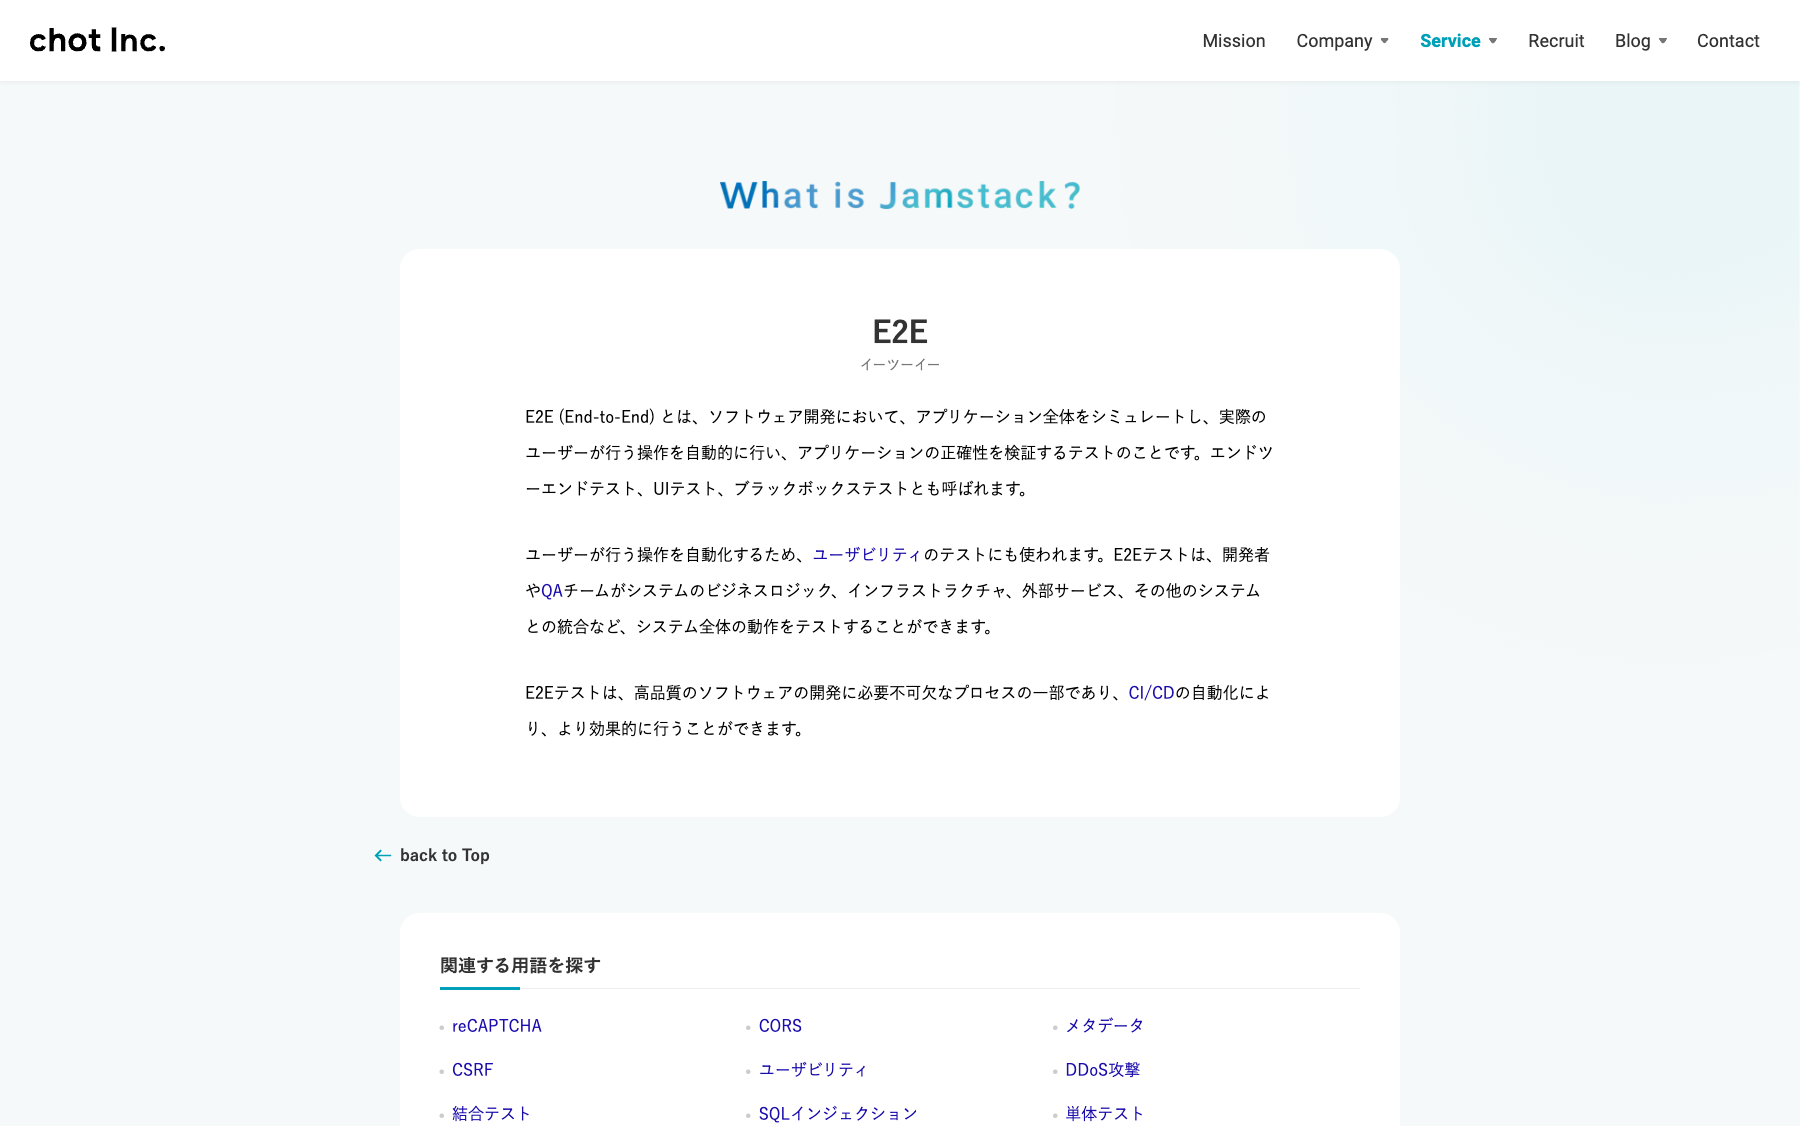 chot Inc.
Mission Company Service Recruit Blog Contact
What is Jamstack?
E2E
イーツーイー
E2E (End-to-End) とは、ソフトウェア開発において、アプリケーション全体をシミュレートし、実際の
ユーザーが行う操作を自動的に行い、アプリケーションの正確性を検証するテストのことです。エンドツ
ーエンドテスト、UIテスト、ブラックボックステストとも呼ばれます。
ユーザーが行う操作を自動化するため、ユーザビリティのテストにも使われます。E2Eテストは、開発者
やQAチームがシステムのビジネスロジック、インフラストラクチャ、外部サービス、その他のシステム
との統合など、システム全体の動作をテストすることができます。
E2Eテストは、高品質のソフトウェアの開発に必要不可欠なプロセスの一部であり、CI/CDの自動化によ
り、より効果的に行うことができます。
back to Top
関連する用語を探す
reCAPTCHA CORS メタデータ
CSRF ユーザビリティ DDoS攻撃
結合テスト SQLインジェクション 単体テスト